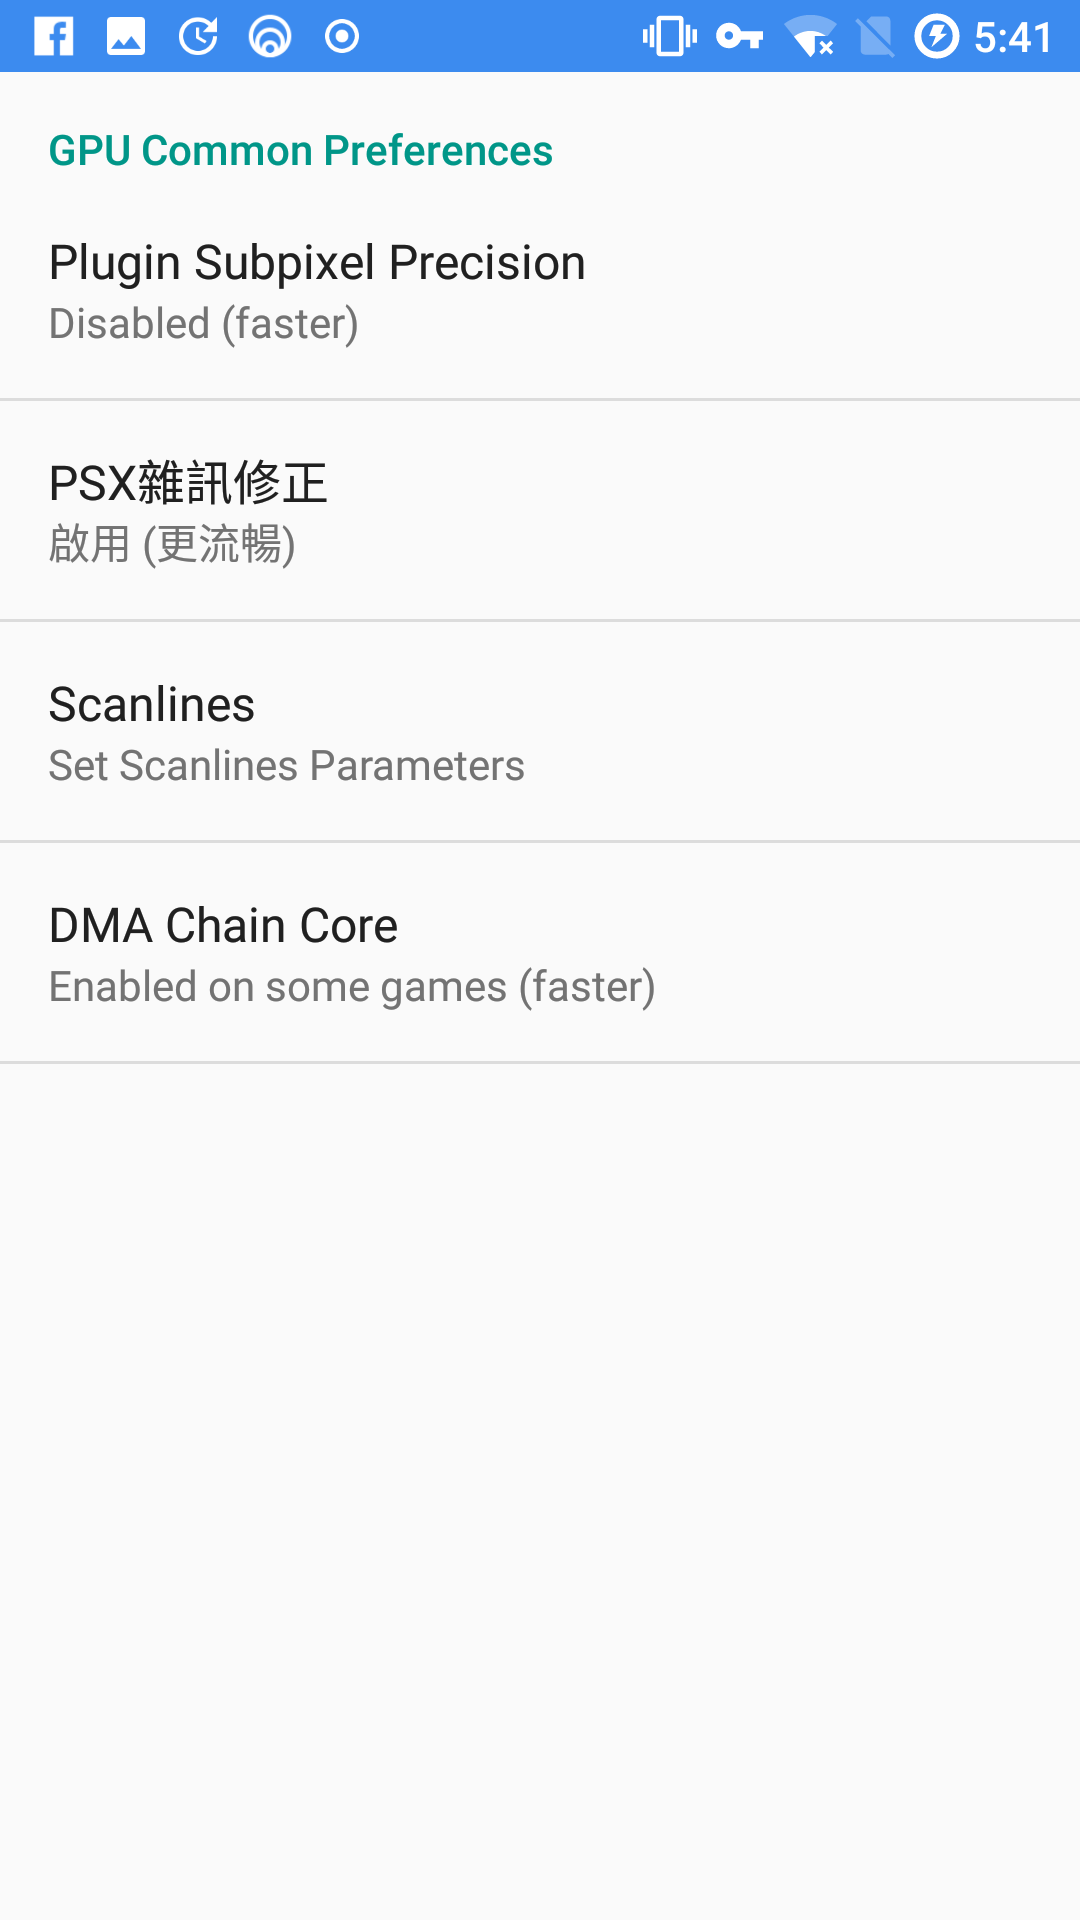 5:41
GPU Common Preferences
Plugin Subpixel Precision
Disabled (faster)
PSX雜訊修正
啟用 (更流暢)
Scanlines
Set Scanlines Parameters
DMA Chain Core
Enabled on some games (faster)